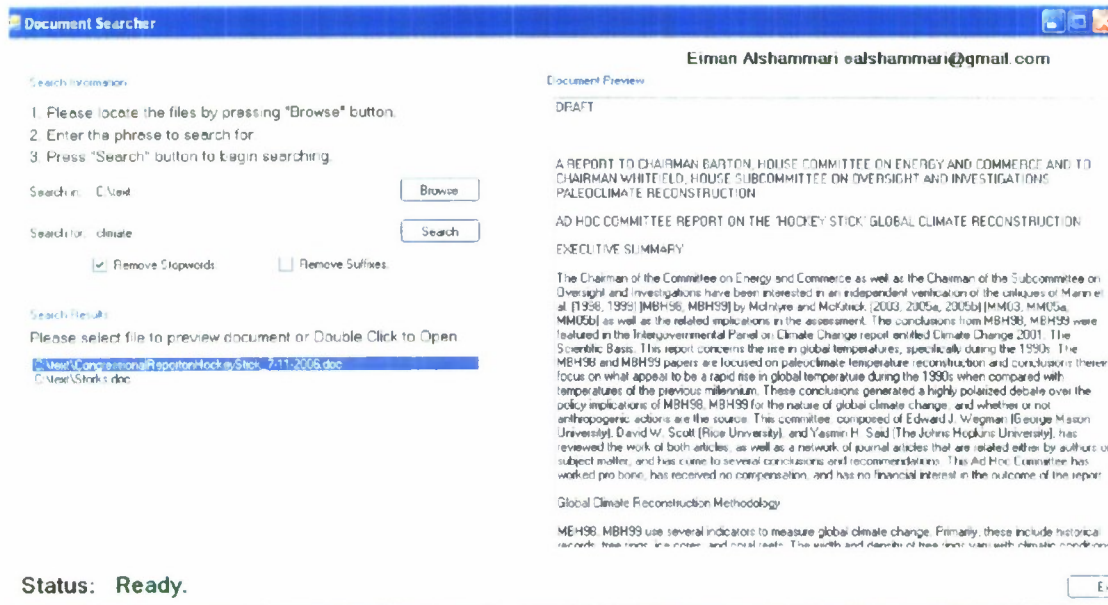 Document Searcher
Eiman Alshammari ealshammari@gmail.com
Search Information
1. Please locate the files by pressing "Browse" button.
2. Enter the phrase to search for
3. Press "Search" button to begin searching.
Search in: C:\text
Browse
Search for: climate
Search
Remove Stopwords
Remove Suffixes.
Search Results
Please select file to preview document or Double Click to Open
C:\text\CongressionalReportonHockeyStick_7-11-2006.doc
C:\text\Storks.doc
Document Preview
DRAFT
A REPORT TO CHAIRMAN BARTON, HOUSE COMMITTEE ON ENERGY AND COMMERCE AND TO
CHAIRMAN WHITFIELD, HOUSE SUBCOMMITTEE ON OVERSIGHT AND INVESTIGATIONS:
PALEOCLIMATE RECONSTRUCTION
AD HOC COMMITTEE REPORT ON THE 'HOCKEY STICK' GLOBAL CLIMATE RECONSTRUCTION
EXECUTIVE SUMMARY
The Chairman of the Committee on Energy and Commerce as well as the Chairman of the Subcommittee on
Oversight and Investigations have been interested in an independent verification of the critiques of Mann et
al. [1998, 1999] [MBH98, MBH99] by McIntyre and McKitrick [2003, 2005a, 2005b] [MM03, MM05a,
MM05b] as well as the related implications in the assessment. The conclusions from MBH98, MBH99 were
featured in the Intergovernmental Panel on Climate Change report entitled Climate Change 2001: The
Scientific Basis. This report concerns the rise in global temperatures, specifically during the 1990s. The
MBH98 and MBH99 papers are focused on paleoclimate temperature reconstruction and conclusions therein
focus on what appear to be a rapid rise in global temperature during the 1990s when compared with
temperatures of the previous millennium. These conclusions generated a highly polarized debate over the
policy implications of MBH98, MBH99 for the nature of global climate change, and whether or not
anthropogenic actions are the source. This committee, composed of Edward J. Wegman (George Mason
University), David W. Scott (Rice University), and Yasmin H. Said (The Johns Hopkins University), has
reviewed the work of both articles, as well as a network of journal articles that are related either by authors or
subject matter, and has come to several conclusions and recommendations. This Ad Hoc Committee has
worked pro bono, has received no compensation, and has no financial interest in the outcome of the report.
Global Climate Reconstruction Methodology
MBH98, MBH99 use several indicators to measure global climate change. Primarily, these include historical
records, tree rings, ice cores, and coral reefs. The width and density of tree rings vary with climatic
Status: Ready.